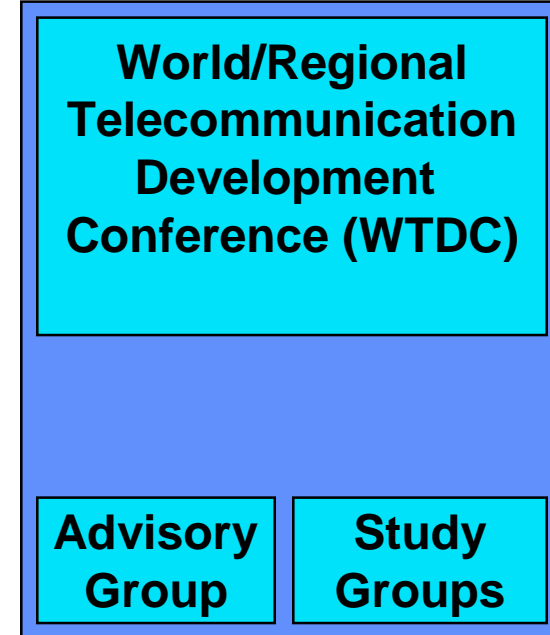 World/Regional
Telecommunication
Development
Conference (WTDC)
Advisory
Group
Study
Groups